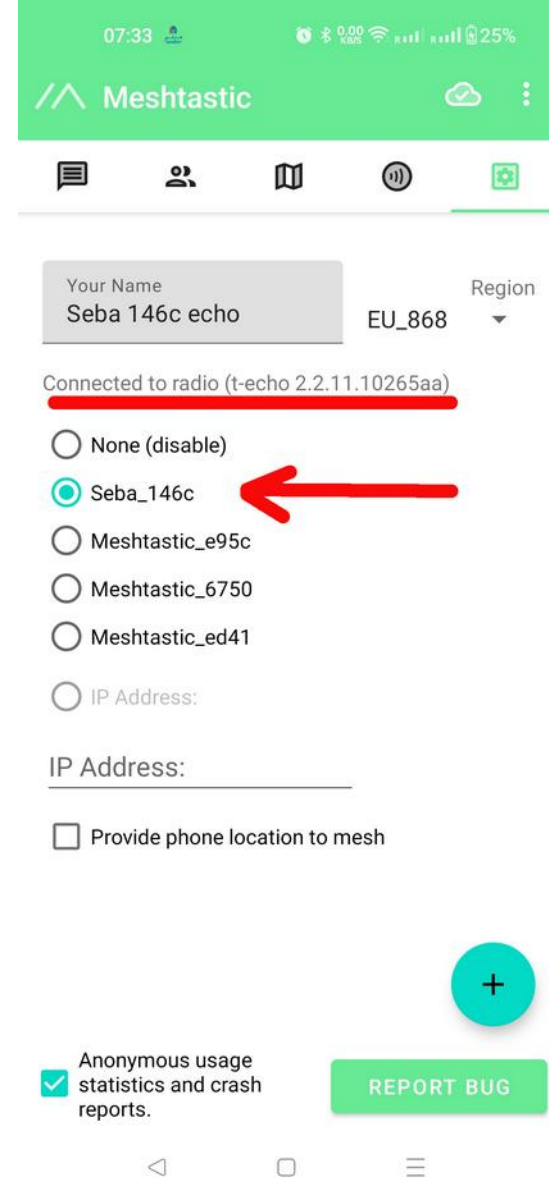 07:33 0.00 KB/S 25%
Meshtastic
Your Name
Seba 146c echo
Region
EU_868
Connected to radio (t-echo 2.2.11.10265aa)
None (disable)
Seba_146c
Meshtastic_e95c
Meshtastic_6750
Meshtastic_ed41
IP Address:
IP Address:
Provide phone location to mesh
+
Anonymous usage
statistics and crash
reports.
REPORT BUG